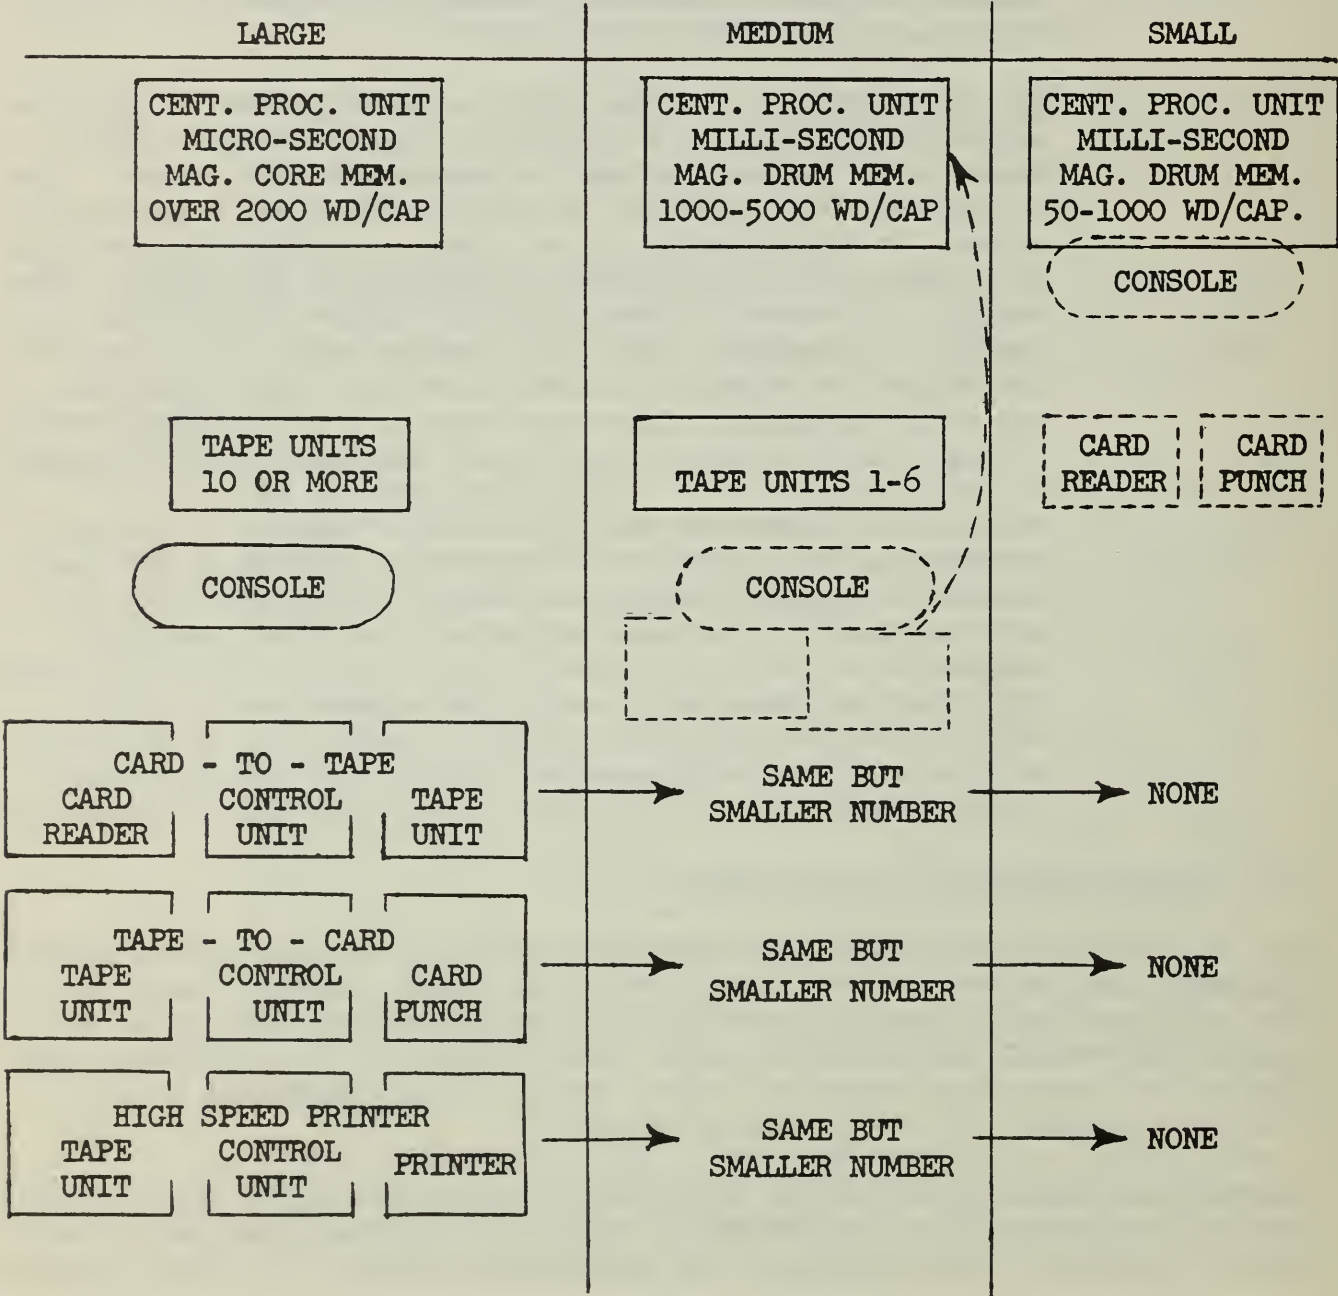 LARGE
MEDIUM
SMALL
CENT. PROC. UNIT
MICRO-SECOND
MAG. CORE MEM.
OVER 2000 WD/CAP
CENT. PROC. UNIT
MILLI-SECOND
MAG. DRUM MEM.
1000-5000 WD/CAP
CENT. PROC. UNIT
MILLI-SECOND
MAG. DRUM MEM.
50-1000 WD/CAP.
CONSOLE
TAPE UNITS
10 OR MORE
TAPE UNITS 1-6
CARD
READER
CARD
PUNCH
CONSOLE
CONSOLE
CARD - TO - TAPE
CARD
READER
CONTROL
UNIT
TAPE
UNIT
SAME BUT
SMALLER NUMBER
NONE
TAPE - TO - CARD
TAPE
UNIT
CONTROL
UNIT
CARD
PUNCH
SAME BUT
SMALLER NUMBER
NONE
HIGH SPEED PRINTER
TAPE
UNIT
CONTROL
UNIT
PRINTER
SAME BUT
SMALLER NUMBER
NONE